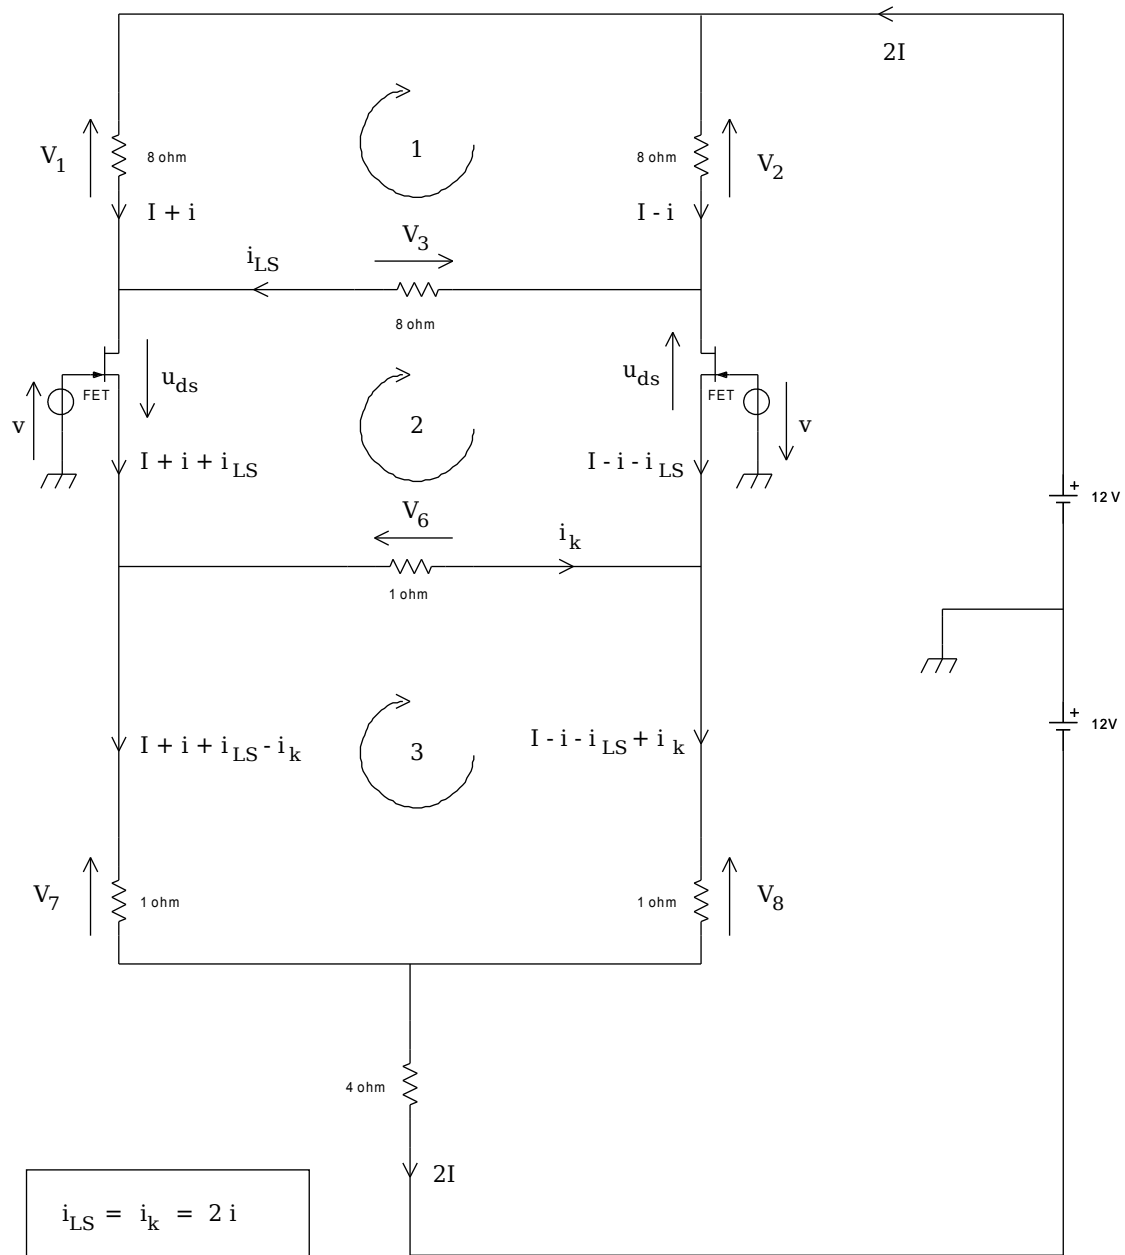 2I
V1
8 ohm
1
8 ohm
V2
I + i
I - i
V3
iLS
8 ohm
uds
uds
FET
FET
v
2
v
I + i + iLS
I - i - iLS
V6
ik
+
12 V
1 ohm
+
12V
I + i + iLS - ik
3
I - i - iLS + ik
V7
1 ohm
1 ohm
V8
4 ohm
2I
iLS = ik = 2 i